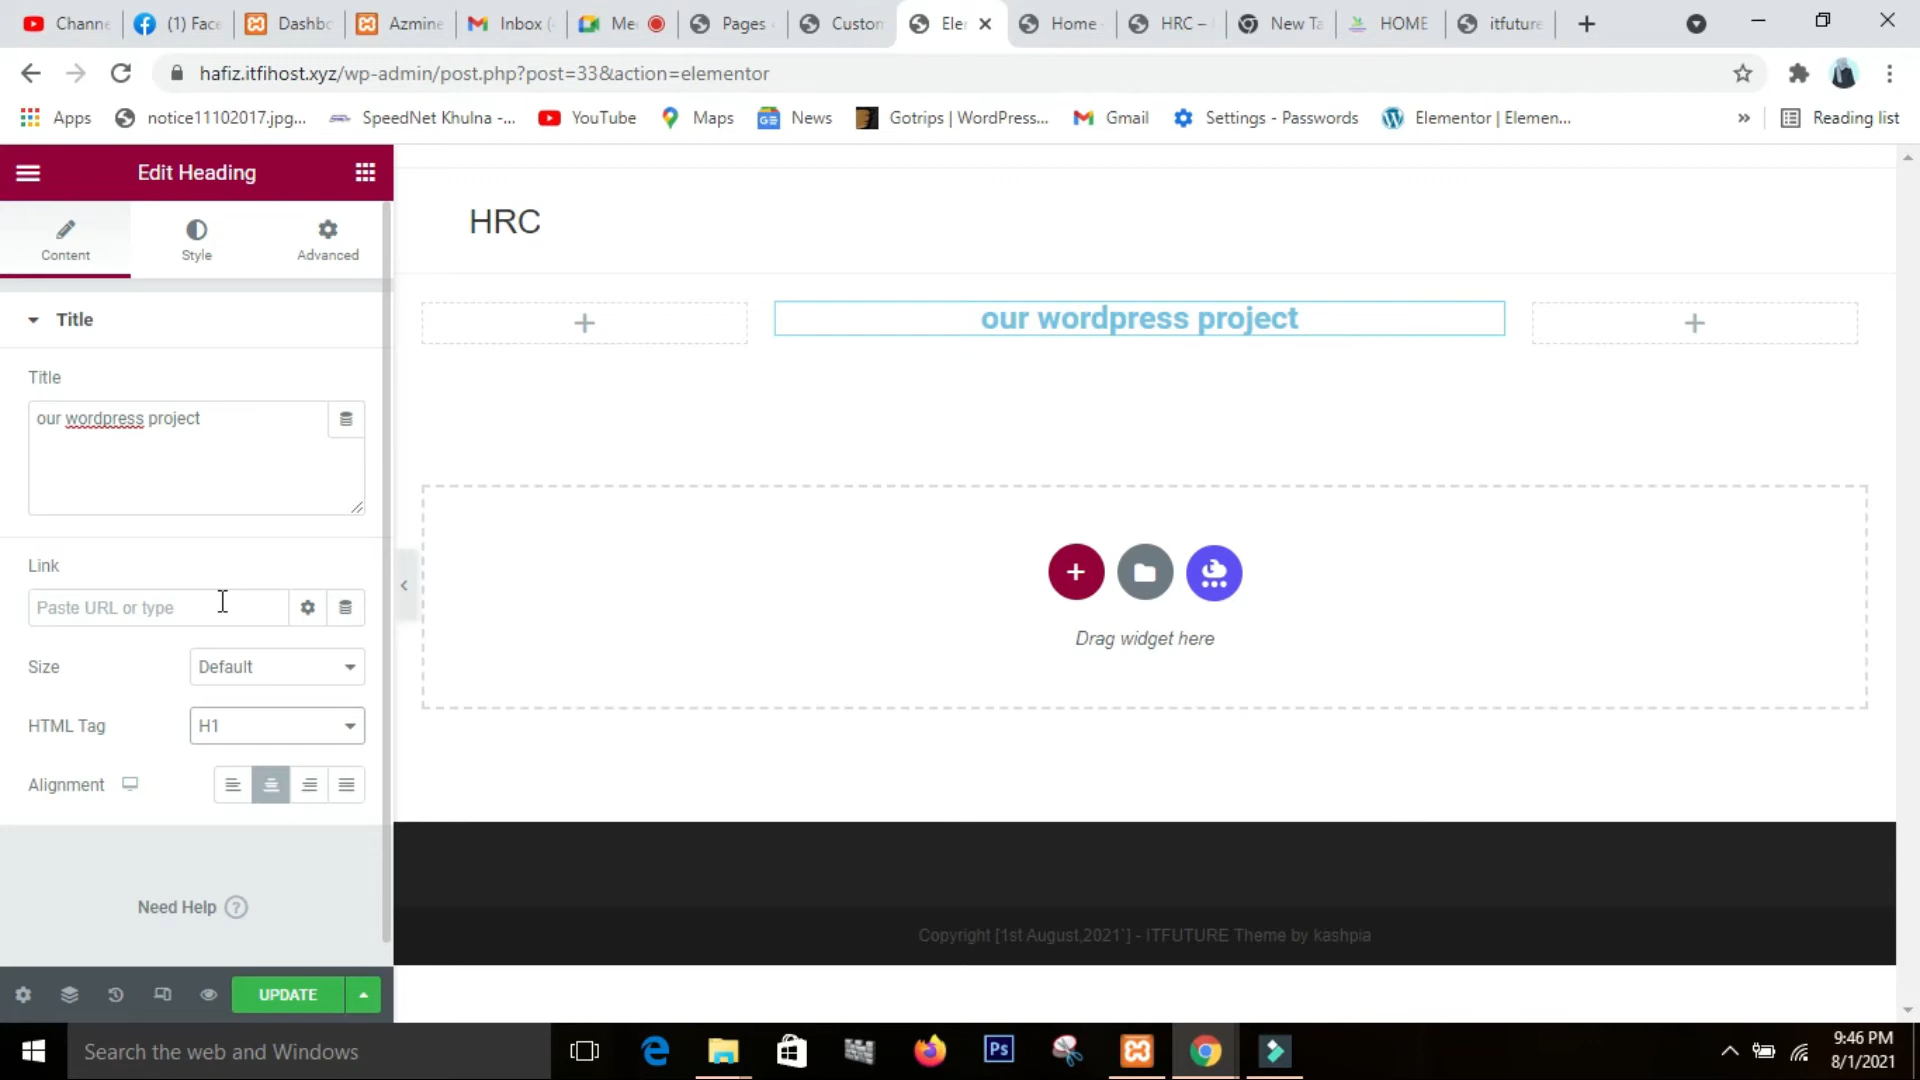 Channe
(1) Face
Dashbo
Azmine
Inbox (
Me
Pages
Custom
Ele
Home
HRC –
New Ta
HOME
itfuture
hafiz.itfihost.xyz/wp-admin/post.php?post=33&action=elementor
Apps
notice11102017.jpg...
SpeedNet Khulna -...
YouTube
Maps
News
Gotrips | WordPress...
Gmail
Settings - Passwords
Elementor | Elemen...
»
Reading list
Edit Heading
Content
Style
Advanced
HRC
our wordpress project
Title
Title
our wordpress project
Link
Paste URL or type
Size
Default
HTML Tag
H1
Alignment
Drag widget here
Need Help ?
Copyright [1st August,2021`] - ITFUTURE Theme by kashpia
UPDATE
Search the web and Windows
Ps
9:46 PM
8/1/2021